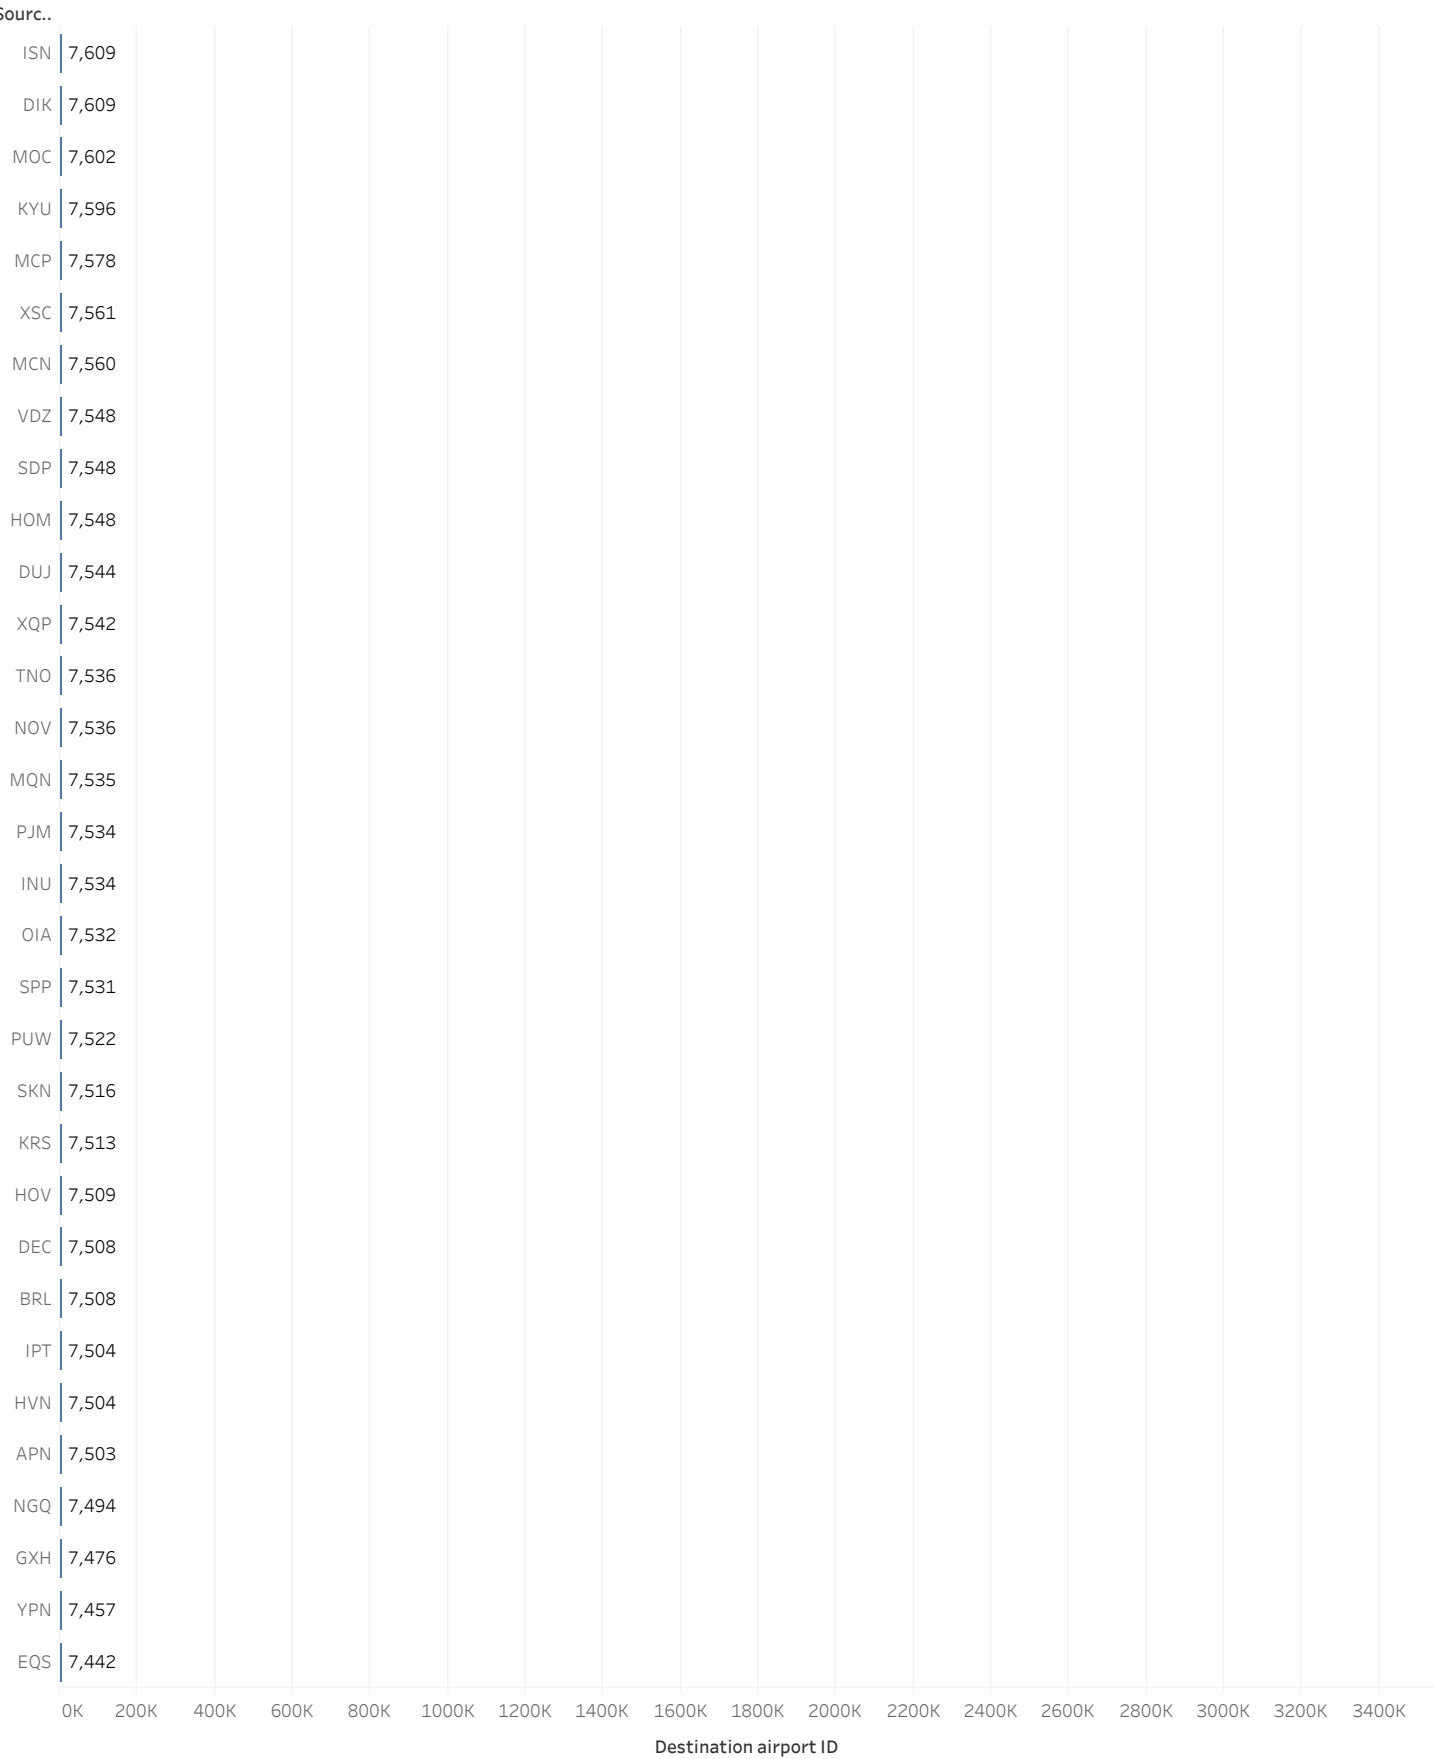 Sourc..
ISN 7,609
DIK 7,609
MOC 7,602
KYU 7,596
MCP 7,578
XSC 7,561
MCN 7,560
VDZ 7,548
SDP 7,548
HOM 7,548
DUJ 7,544
XQP 7,542
TNO 7,536
NOV 7,536
MQN 7,535
PJM 7,534
INU 7,534
OIA 7,532
SPP 7,531
PUW 7,522
SKN 7,516
KRS 7,513
HOV 7,509
DEC 7,508
BRL 7,508
IPT 7,504
HVN 7,504
APN 7,503
NGQ 7,494
GXH 7,476
YPN 7,457
EQS 7,442
0K 200K 400K 600K 800K 1000K 1200K 1400K 1600K 1800K 2000K 2200K 2400K 2600K 2800K 3000K 3200K 3400K
Destination airport ID